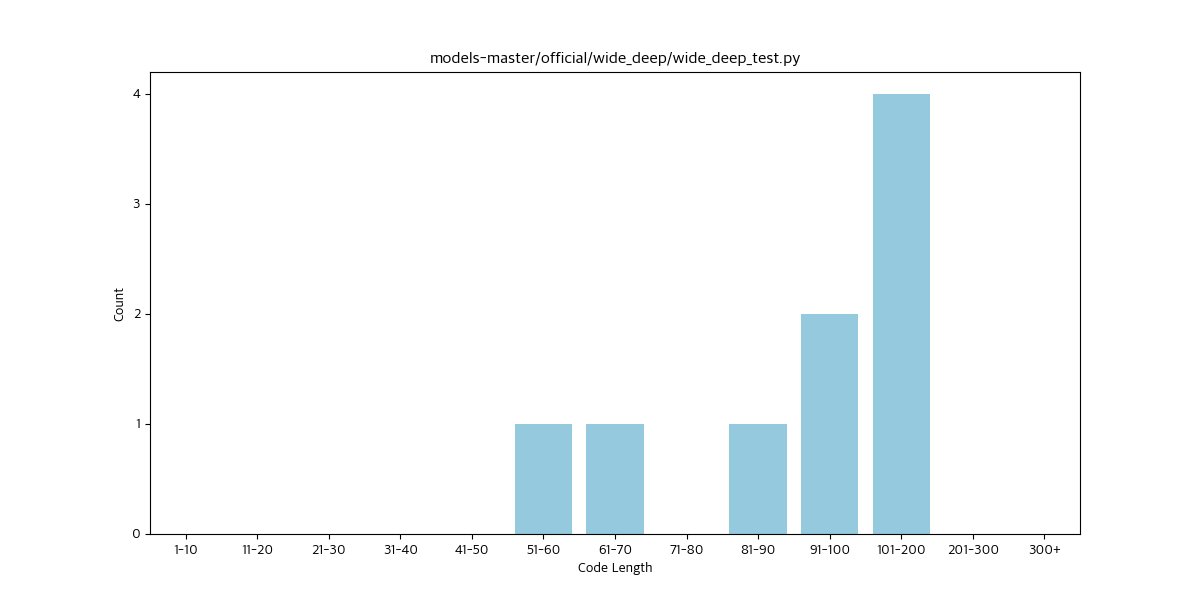 models-master/official/wide_deep/wide_deep_test.py
4
3
2
1
0
Count
1-10 11-20 21-30 31-40 41-50 51-60 61-70 71-80 81-90 91-100 101-200 201-300 300+
Code Length